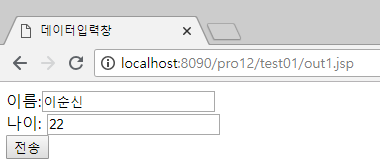 데이터입력창
localhost:8090/pro12/test01/out1.jsp
이름:이순신
나이: 22
전송